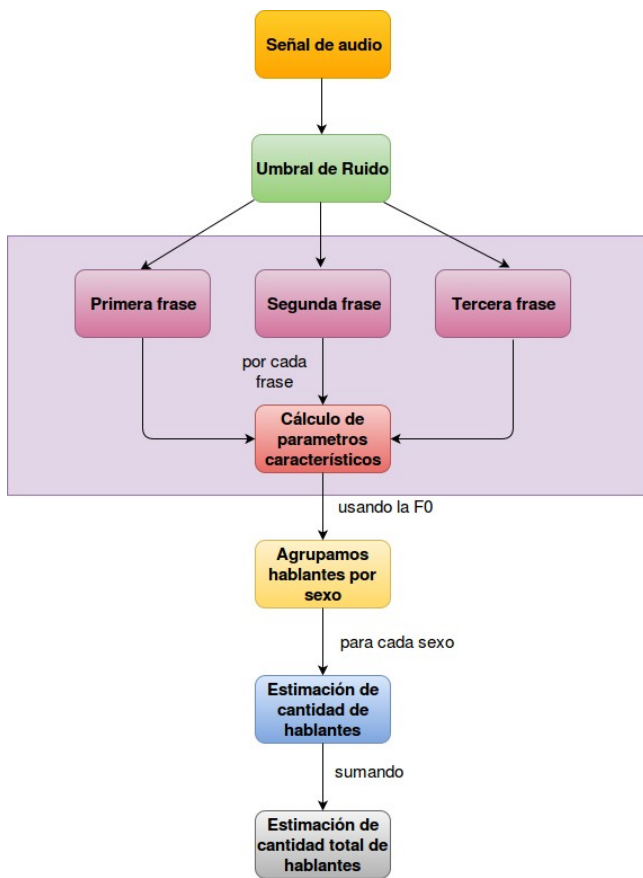 Señal de audio
Umbral de Ruido
Primera frase
Segunda frase
Tercera frase
por cada
frase
Cálculo de
parametros
característicos
usando la F0
Agrupamos
hablantes por
sexo
para cada sexo
Estimación de
cantidad de
hablantes
sumando
Estimación de
cantidad total de
hablantes